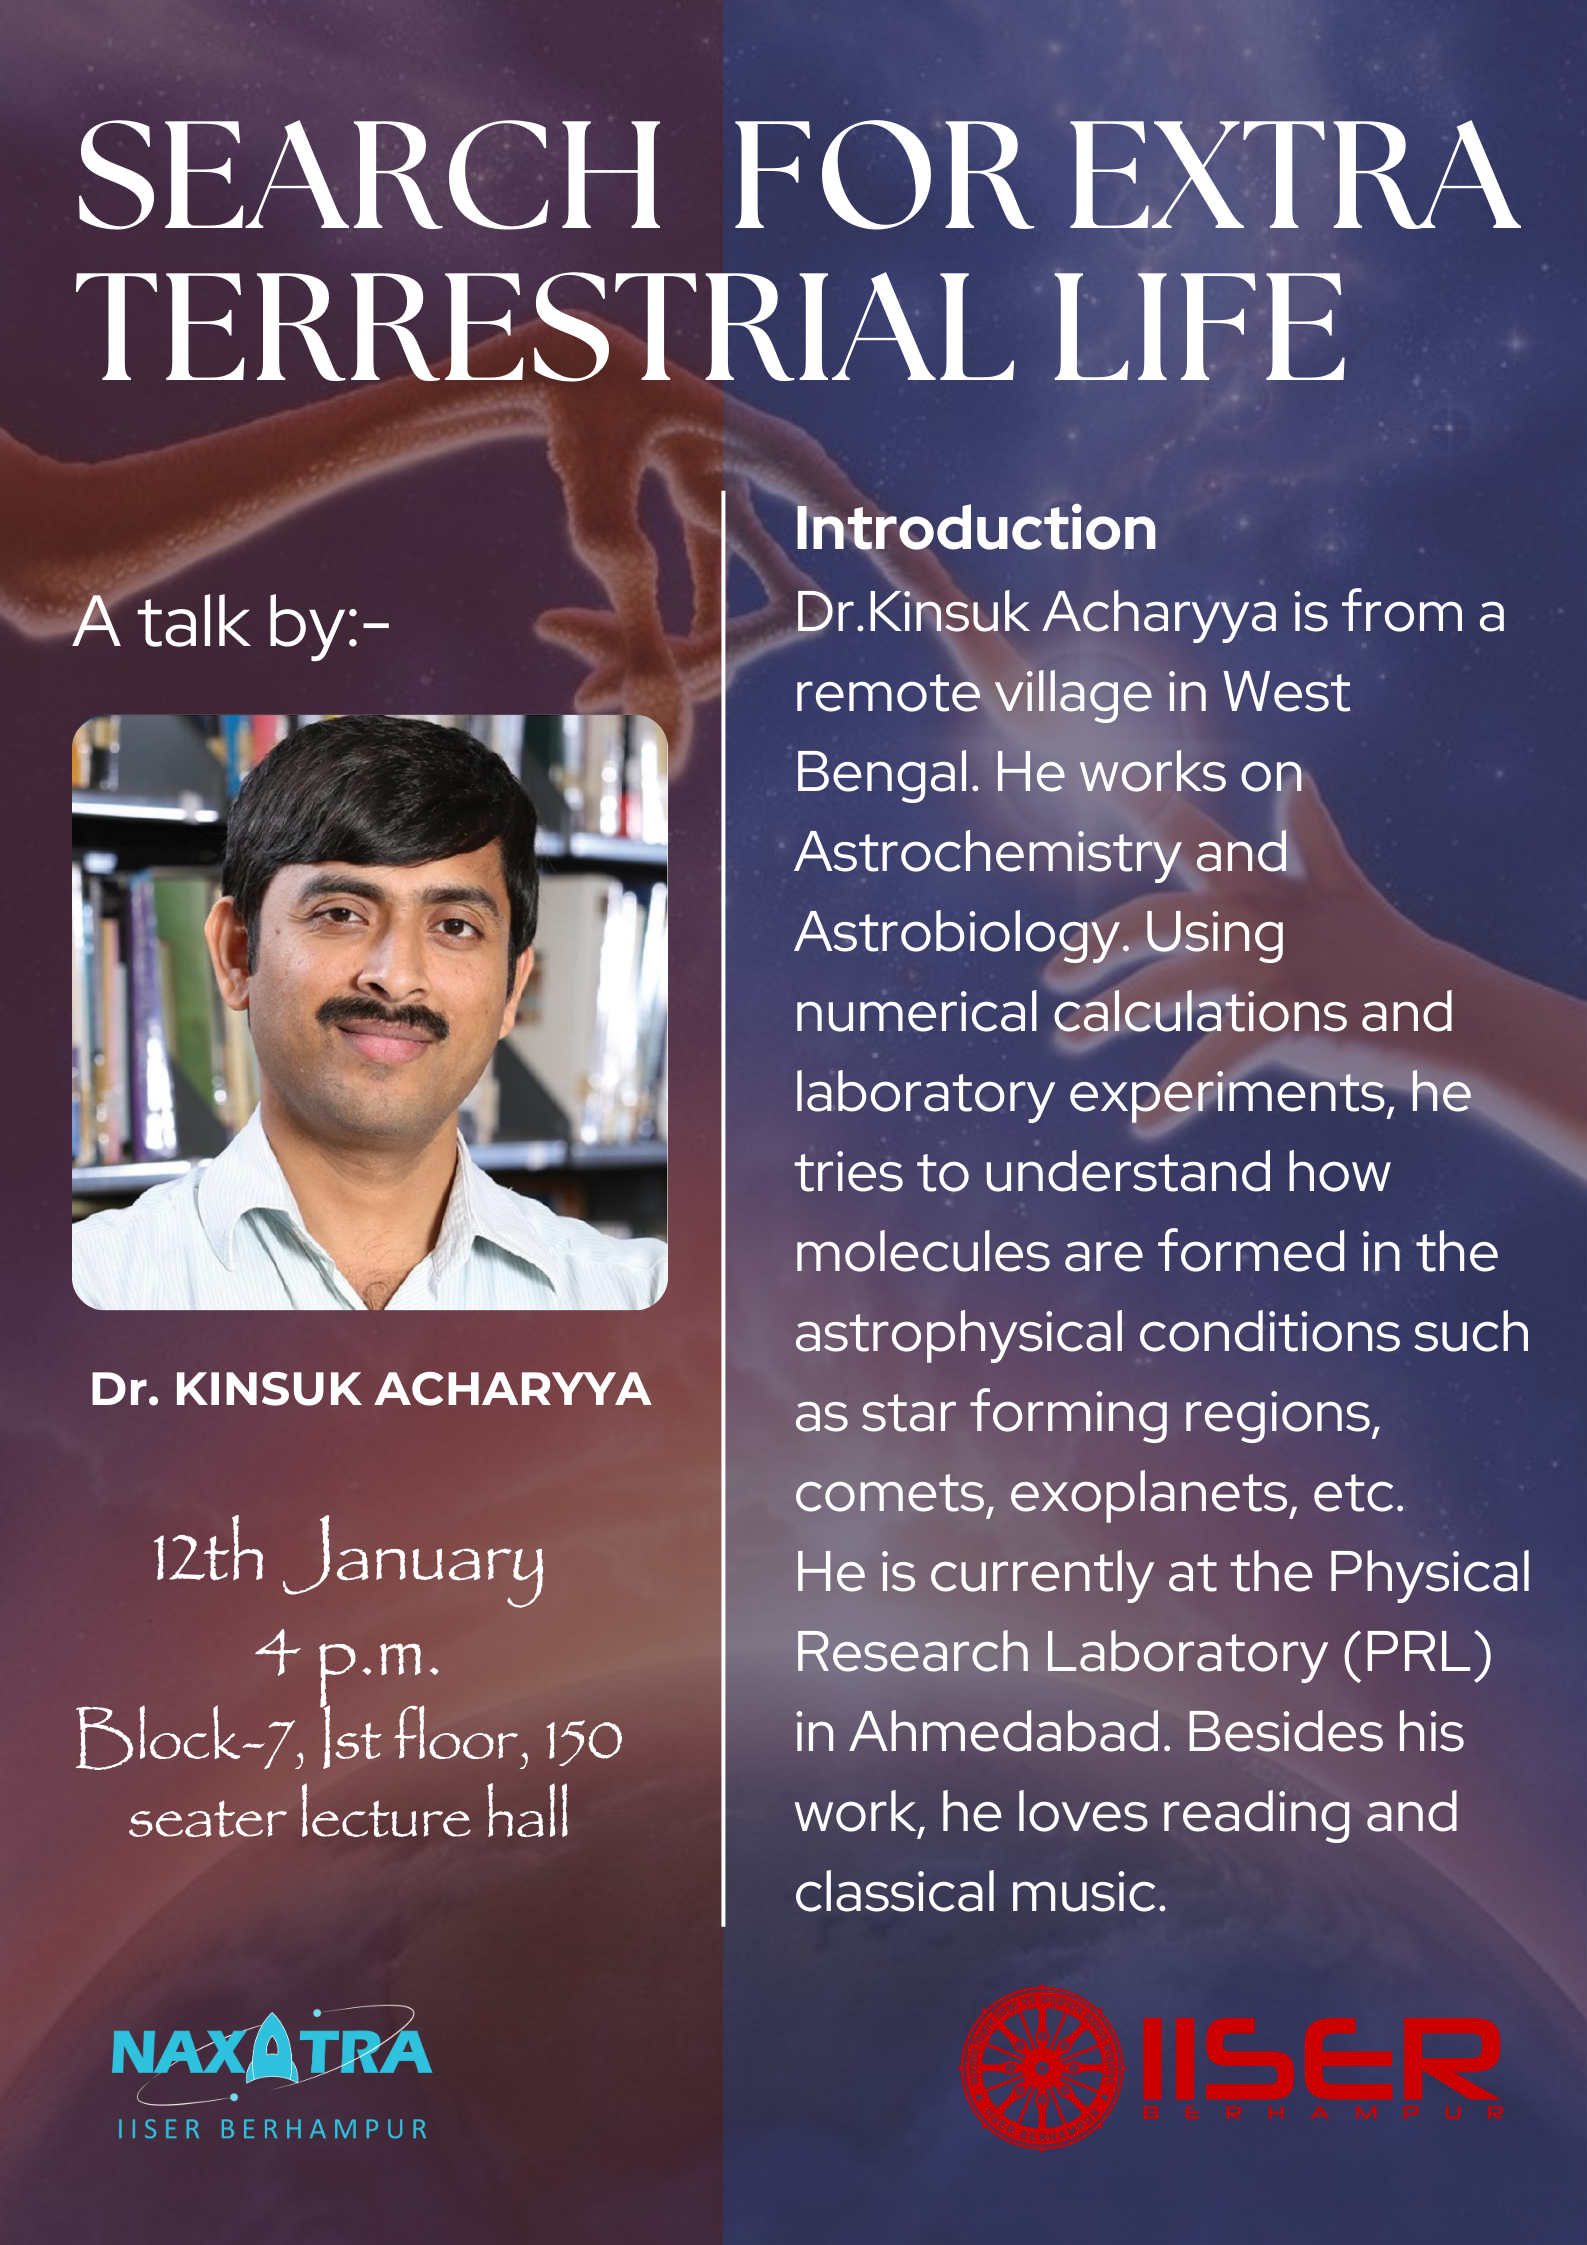 SEARCH FOR EXTRA
TERRESTRIAL LIFE
A talk by:-
Dr. KINSUK ACHARYYA
12th January
4 p.m.
Block-7, 1st floor, 150
seater lecture hall
Introduction
Dr.Kinsuk Acharyya is from a
remote village in West
Bengal. He works on
Astrochemistry and
Astrobiology. Using
numerical calculations and
laboratory experiments, he
tries to understand how
molecules are formed in the
astrophysical conditions such
as star forming regions,
comets, exoplanets, etc.
He is currently at the Physical
Research Laboratory (PRL)
in Ahmedabad. Besides his
work, he loves reading and
classical music.
NAXATRA
IISER BERHAMPUR
IISER
BERHAMPUR